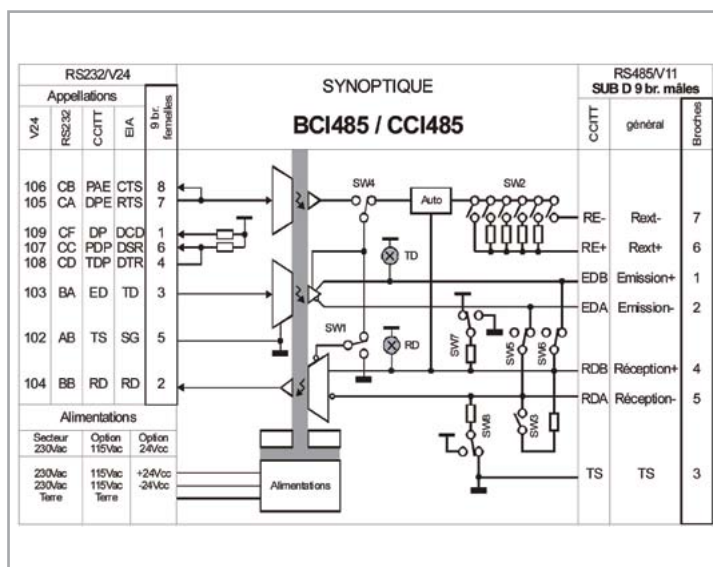 RS232/V24
Appellations
V24 RS232 CCITT EIA 9 br. femelles
106 CB PAE CTS 8
105 CA DPE RTS 7
109 CF DP DCD 1
107 CC PDP DSR 6
108 CD TDP DTR 4
103 BA ED TD 3
102 AB TS SG 5
104 BB RD RD 2
Alimentations
Secteur 230Vac
Option 115Vac
Option 24Vcc
230Vac 115Vac +24Vcc
230Vac 115Vac -24Vcc
Terre Terre
SYNOPTIQUE
BCI485 / CCI485
SW4
Auto
SW2
TD
SW1
RD
SW7
SW5
SW6
SW8
SW3
Alimentations
RS485/V11
SUB D 9 br. mâles
CCITT général Broches
RE- Rext- 7
RE+ Rext+ 6
EDB Emission+ 1
EDA Emission- 2
RDB Réception+ 4
RDA Réception- 5
TS TS 3